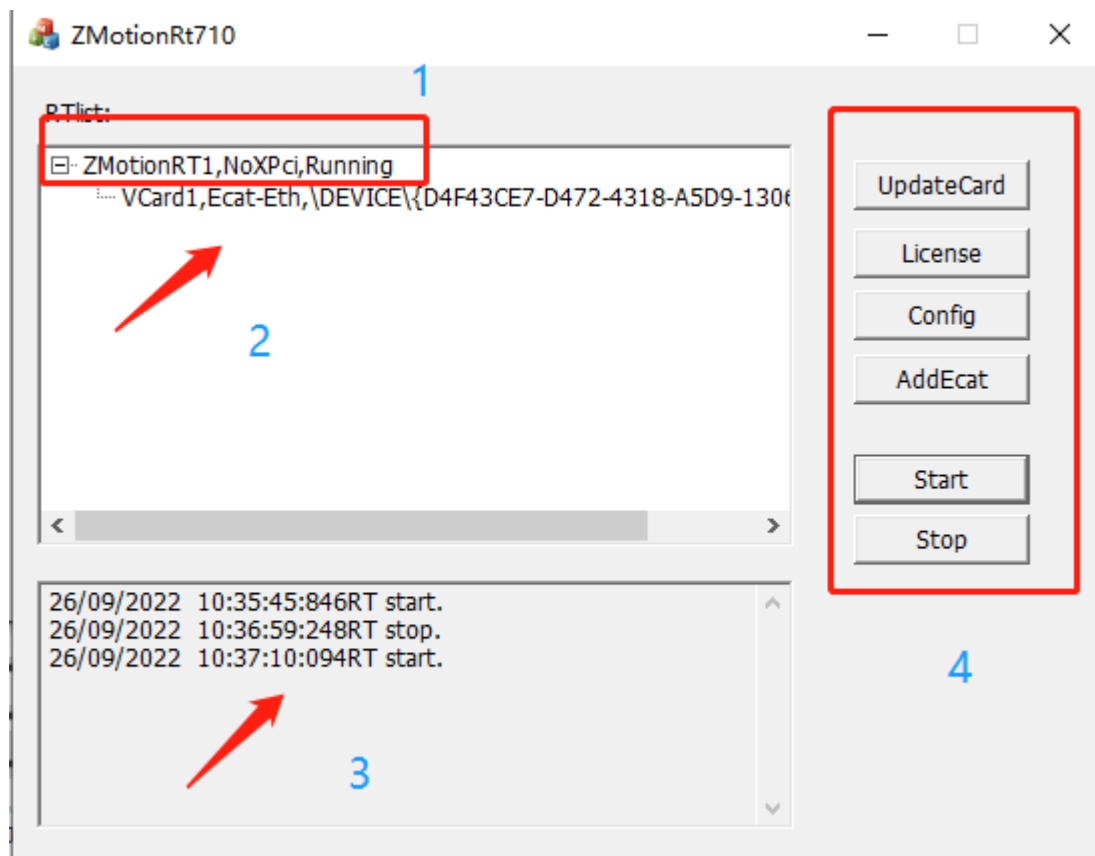 ZMotionRt710
1
RTlist:
ZMotionRT1,NoXPci,Running
VCard1,Ecat-Eth,\DEVICE\{D4F43CE7-D472-4318-A5D9-1306
2
UpdateCard
License
Config
AddEcat
Start
Stop
4
26/09/2022 10:35:45:846RT start.
26/09/2022 10:36:59:248RT stop.
26/09/2022 10:37:10:094RT start.
3